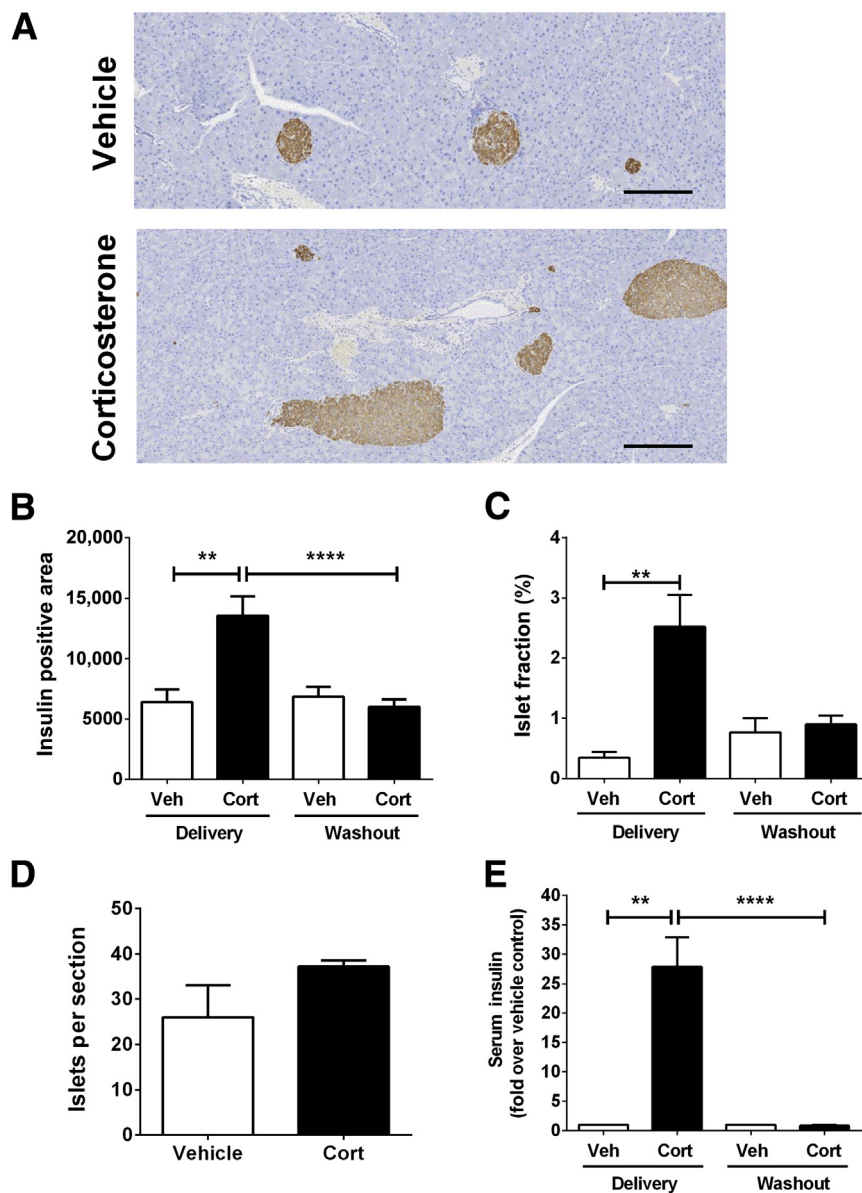 A
Vehicle
Corticosterone
B
Insulin positive area
20,000
15,000
10,000
5000
0
**
****
Veh Cort Veh Cort
Delivery Washout
C
Islet fraction (%)
4
3
2
1
0
**
Veh Cort Veh Cort
Delivery Washout
D
Islets per section
50
40
30
20
10
0
Vehicle Cort
E
Serum insulin
(fold over vehicle control)
40
35
30
25
20
15
10
5
0
**
****
Veh Cort Veh Cort
Delivery Washout